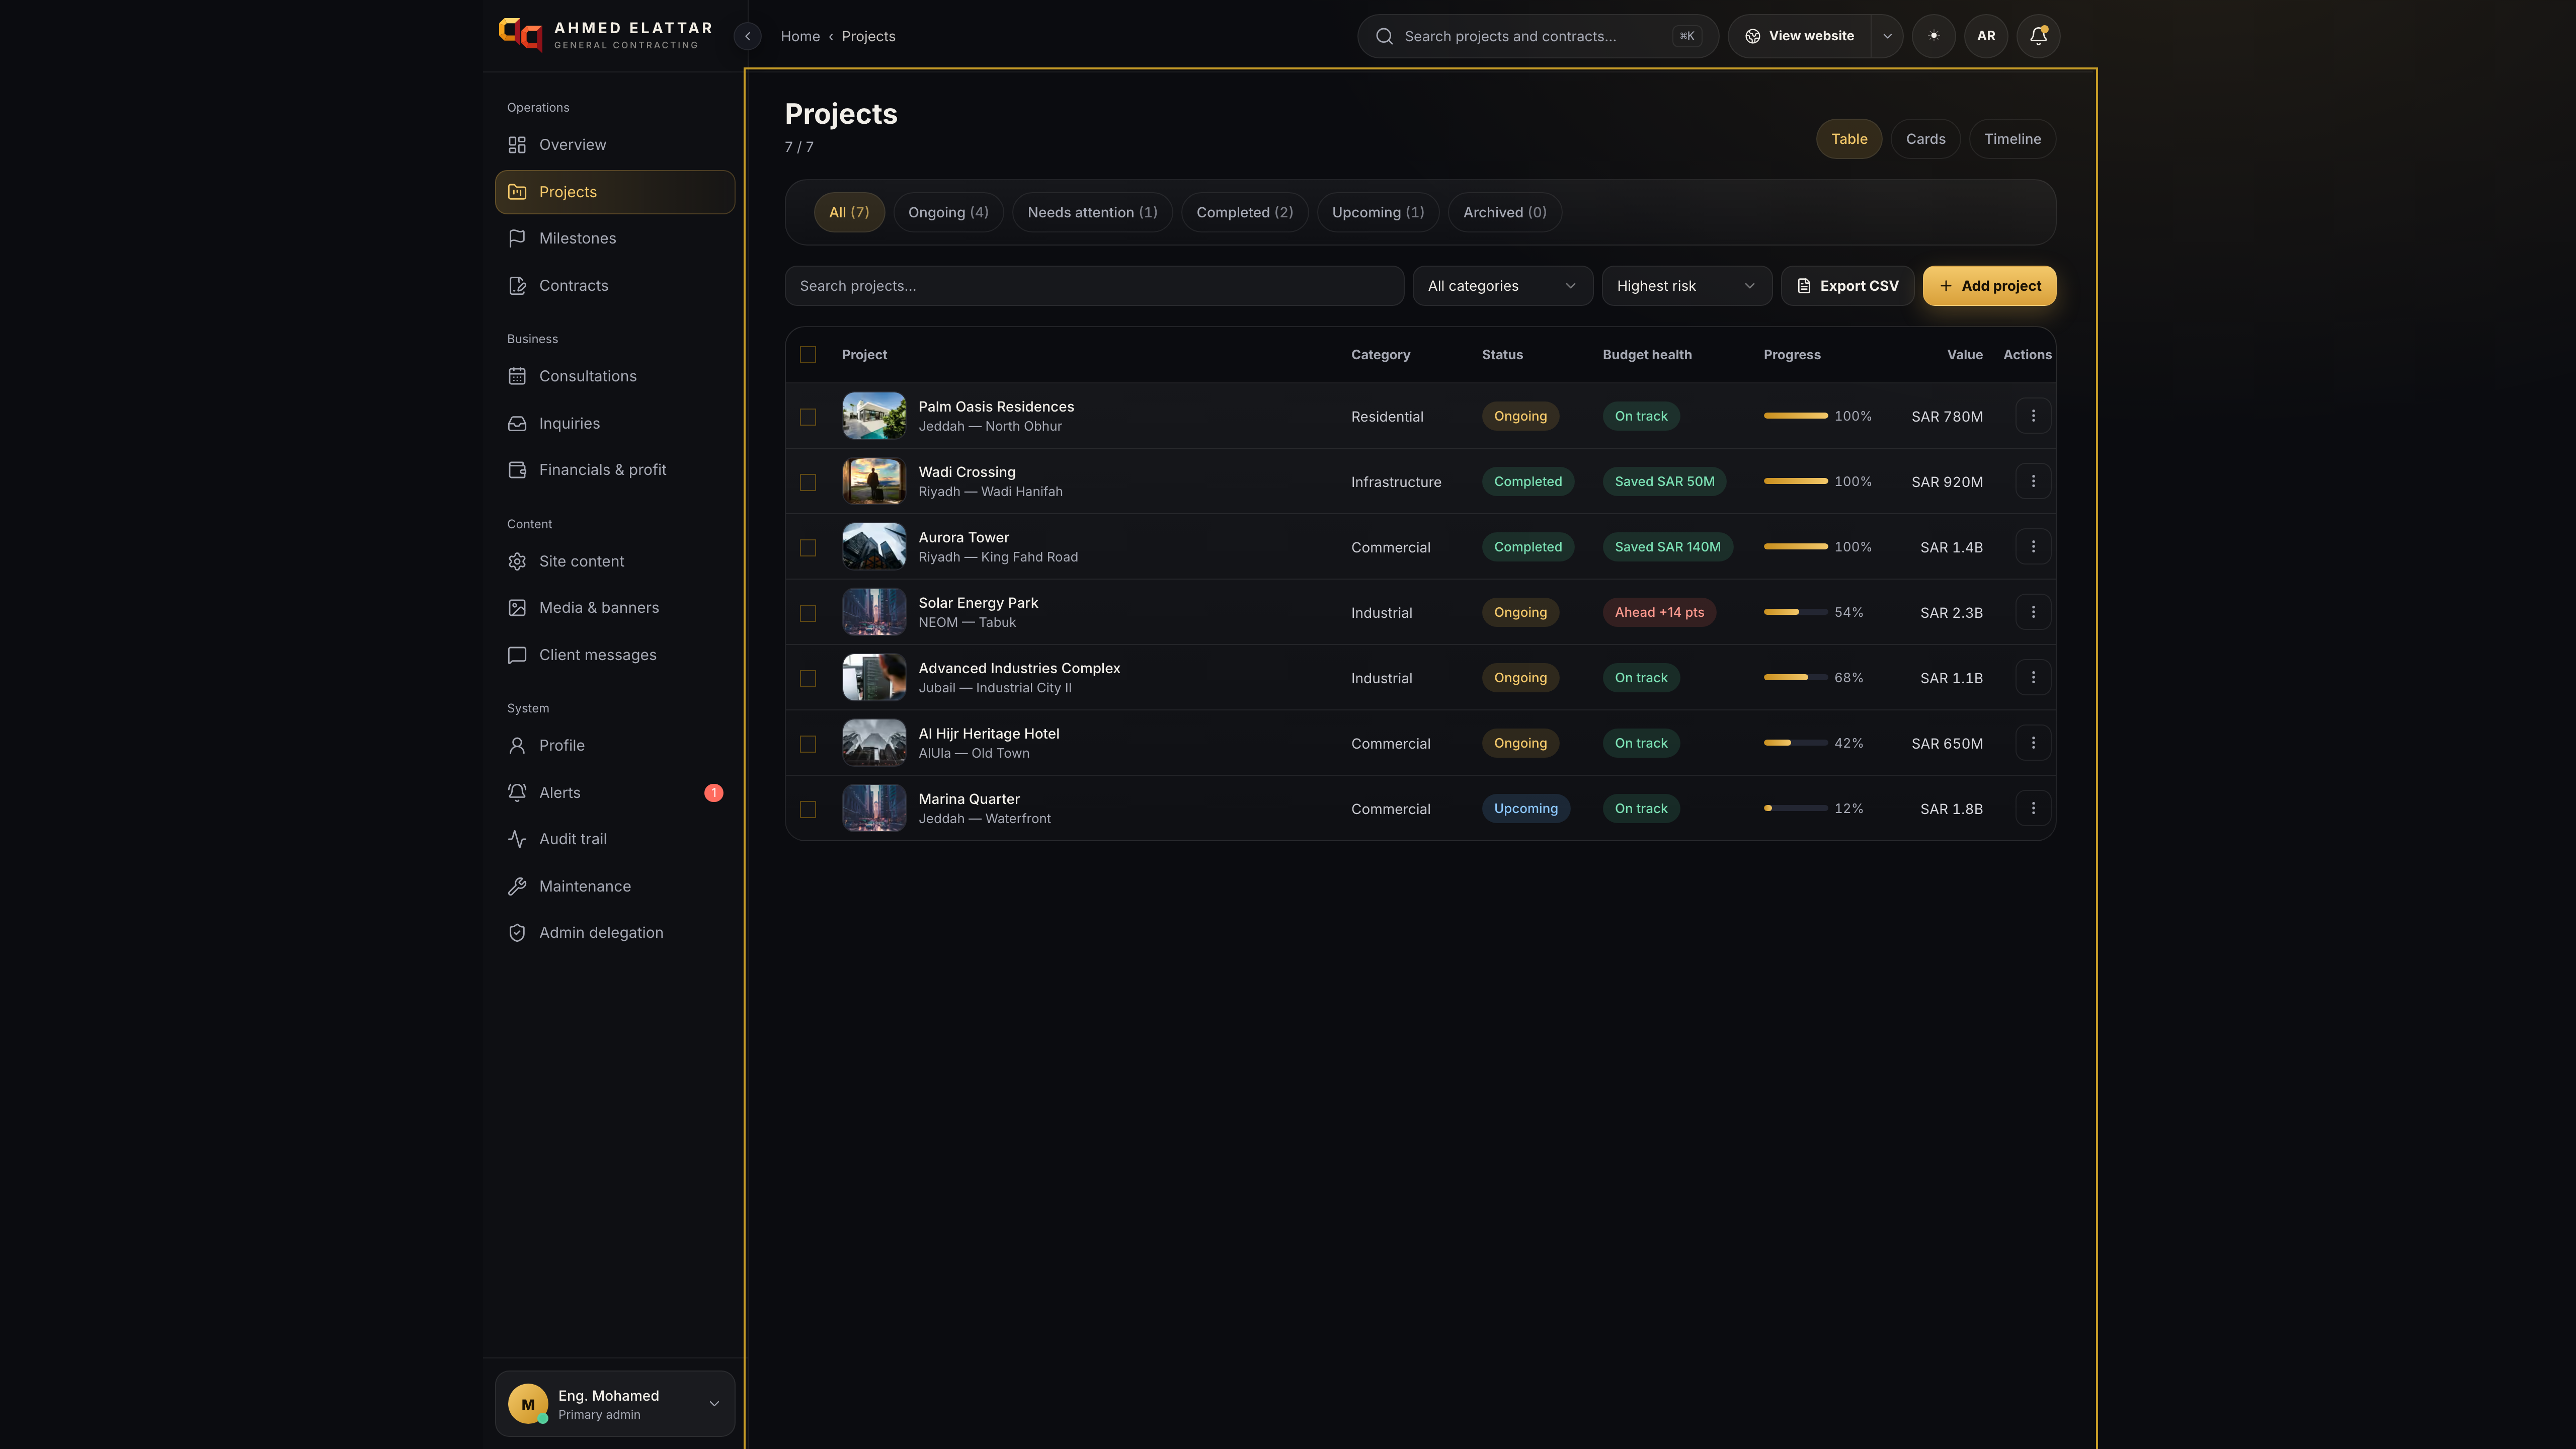 AHMED ELATTAR
GENERAL CONTRACTING
Home ‹ Projects
Search projects and contracts...
⌘K
View website
AR
Operations
Overview
Projects
Milestones
Contracts
Business
Consultations
Inquiries
Financials & profit
Content
Site content
Media & banners
Client messages
System
Profile
Alerts 1
Audit trail
Maintenance
Admin delegation
M
Eng. Mohamed
Primary admin
Projects
7 / 7
Table Cards Timeline
All (7) Ongoing (4) Needs attention (1) Completed (2) Upcoming (1) Archived (0)
Search projects... All categories Highest risk Export CSV + Add project
Project Category Status Budget health Progress Value Actions
Palm Oasis Residences
Jeddah — North Obhur
Residential Ongoing On track 100% SAR 780M
Wadi Crossing
Riyadh — Wadi Hanifah
Infrastructure Completed Saved SAR 50M 100% SAR 920M
Aurora Tower
Riyadh — King Fahd Road
Commercial Completed Saved SAR 140M 100% SAR 1.4B
Solar Energy Park
NEOM — Tabuk
Industrial Ongoing Ahead +14 pts 54% SAR 2.3B
Advanced Industries Complex
Jubail — Industrial City II
Industrial Ongoing On track 68% SAR 1.1B
Al Hijr Heritage Hotel
AlUla — Old Town
Commercial Ongoing On track 42% SAR 650M
Marina Quarter
Jeddah — Waterfront
Commercial Upcoming On track 12% SAR 1.8B